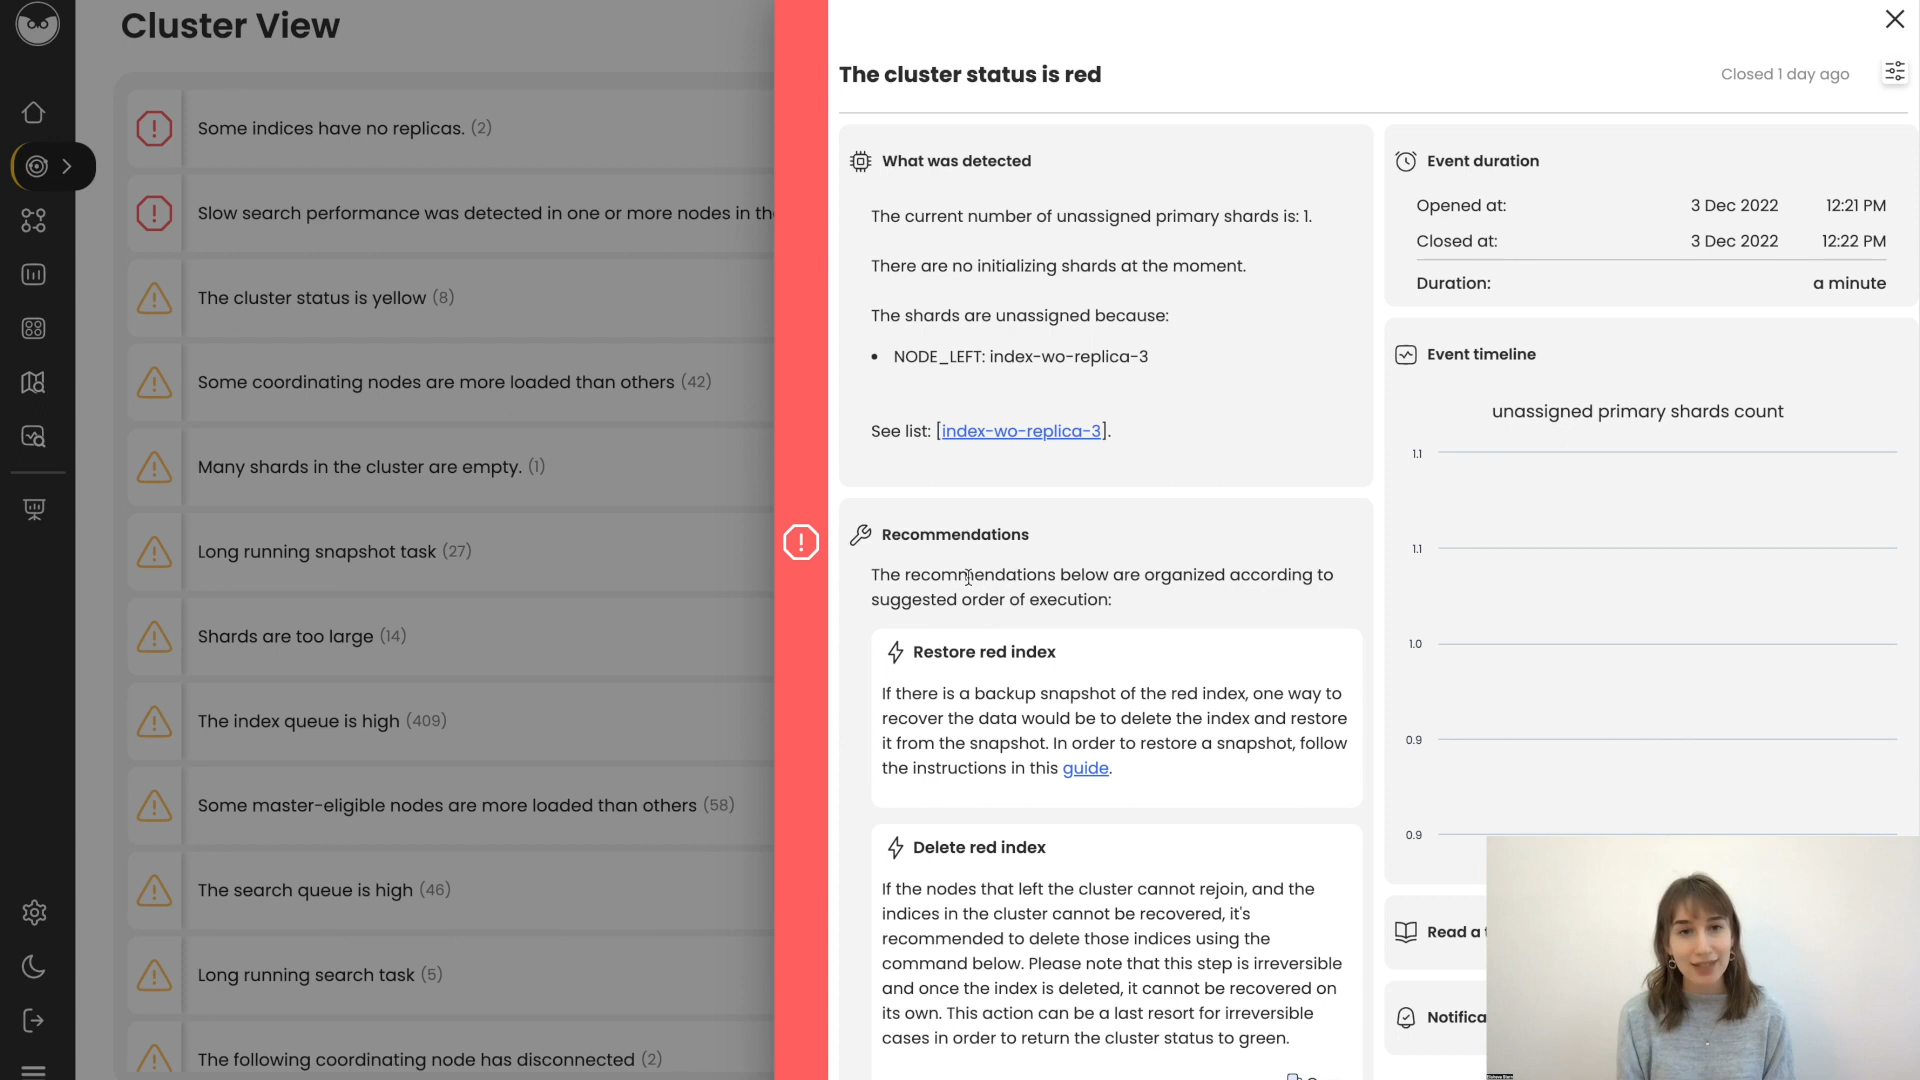 Cluster View
Some indices have no replicas. (2)
Slow search performance was detected in one or more nodes in th
The cluster status is yellow (8)
Some coordinating nodes are more loaded than others (42)
Many shards in the cluster are empty. (1)
Long running snapshot task (27)
Shards are too large (14)
The index queue is high (409)
Some master-eligible nodes are more loaded than others (58)
The search queue is high (46)
Long running search task (5)
The following coordinating node has disconnected (2)
The cluster status is red
Closed 1 day ago
What was detected
The current number of unassigned primary shards is: 1.
There are no initializing shards at the moment.
The shards are unassigned because:
• NODE_LEFT: index-wo-replica-3
See list: [index-wo-replica-3].
Recommendations
The recommendations below are organized according to
suggested order of execution:
Restore red index
If there is a backup snapshot of the red index, one way to
recover the data would be to delete the index and restore
it from the snapshot. In order to restore a snapshot, follow
the instructions in this guide.
Delete red index
If the nodes that left the cluster cannot rejoin, and the
indices in the cluster cannot be recovered, it's
recommended to delete those indices using the
command below. Please note that this step is irreversible
and once the index is deleted, it cannot be recovered on
its own. This action can be a last resort for irreversible
cases in order to return the cluster status to green.
Event duration
Opened at: 3 Dec 2022 12:21 PM
Closed at: 3 Dec 2022 12:22 PM
Duration: a minute
Event timeline
unassigned primary shards count
1.1
1.1
1.0
0.9
0.9
Read a
Notifica